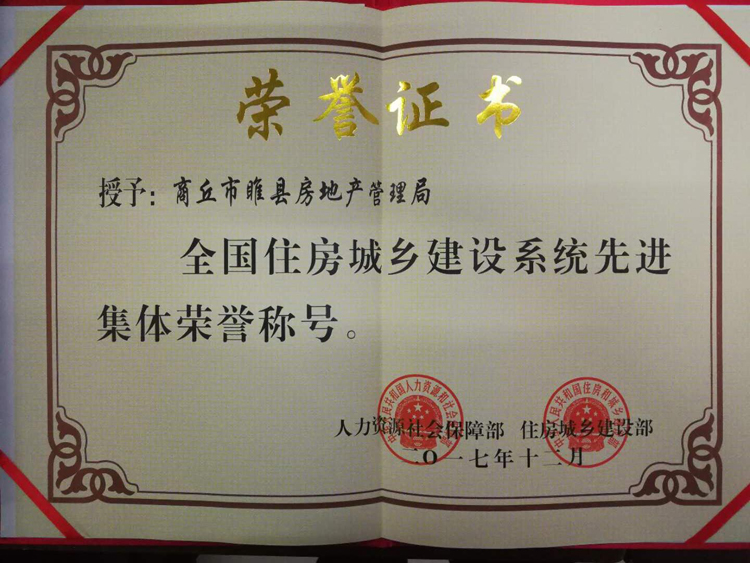 荣誉证书
授予：商丘市睢县房地产管理局
全国住房城乡建设系统先进
集体荣誉称号。
人力资源社会保障部 住房城乡建设部
二〇一七年十二月